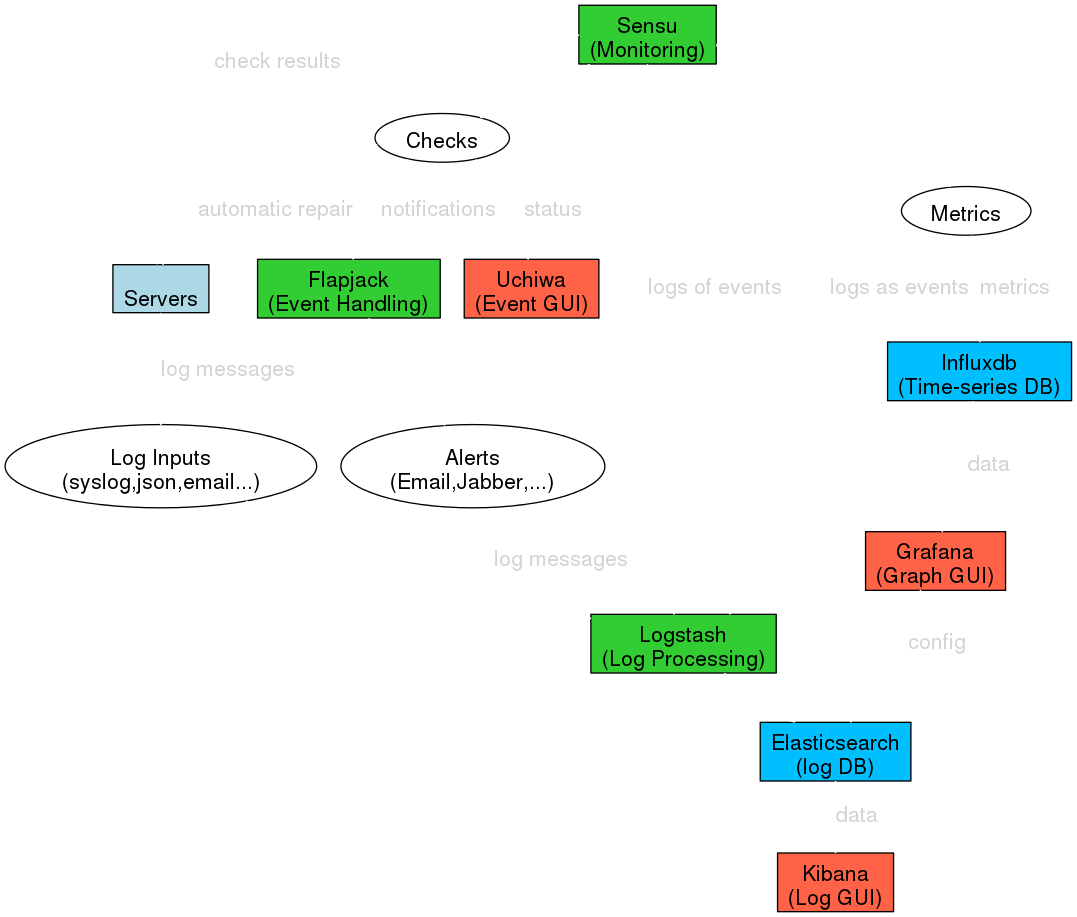 Sensu
(Monitoring)
check results
Checks
automatic repair
notifications
status
Metrics
Servers
Flapjack
(Event Handling)
Uchiwa
(Event GUI)
logs of events
logs as events
metrics
log messages
Influxdb
(Time-series DB)
Log Inputs
(syslog,json,email...)
Alerts
(Email,Jabber,...)
data
log messages
Grafana
(Graph GUI)
Logstash
(Log Processing)
config
Elasticsearch
(log DB)
data
Kibana
(Log GUI)